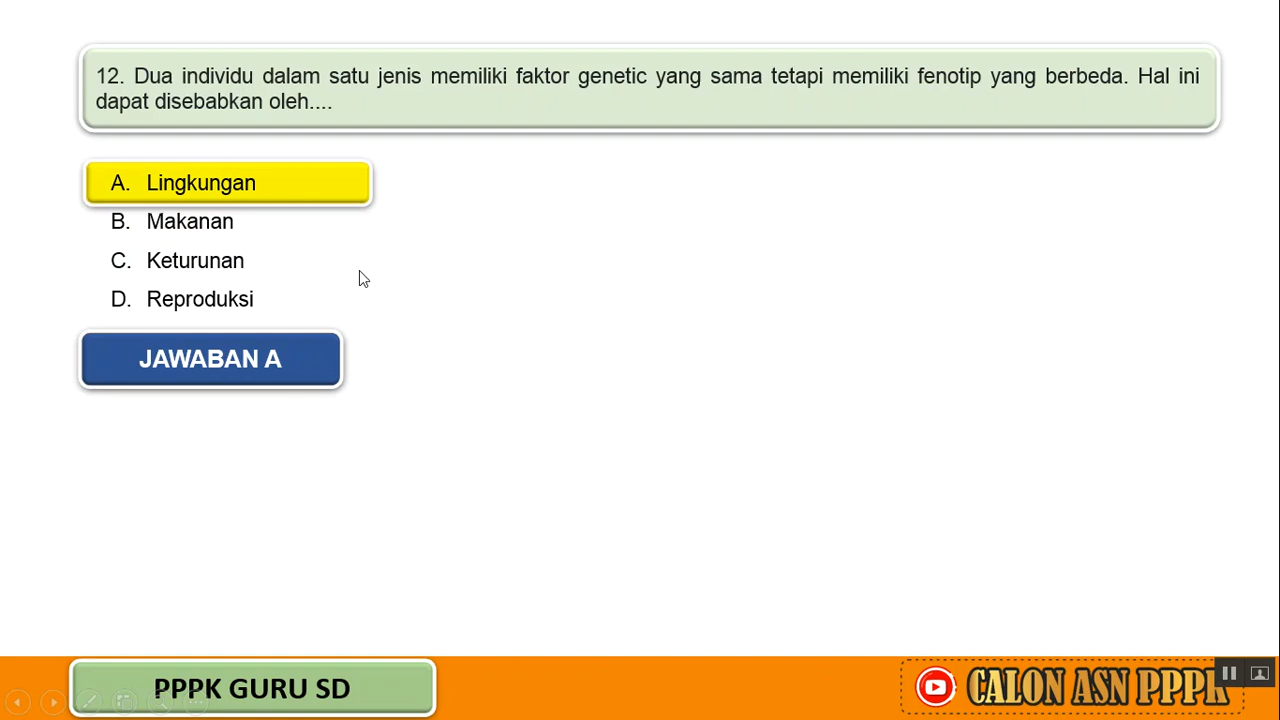 12. Dua individu dalam satu jenis memiliki faktor genetic yang sama tetapi memiliki fenotip yang berbeda. Hal ini
dapat disebabkan oleh....
A. Lingkungan
B. Makanan
C. Keturunan
D. Reproduksi
JAWABAN A
PPPK GURU SD
CALON ASN PPPK